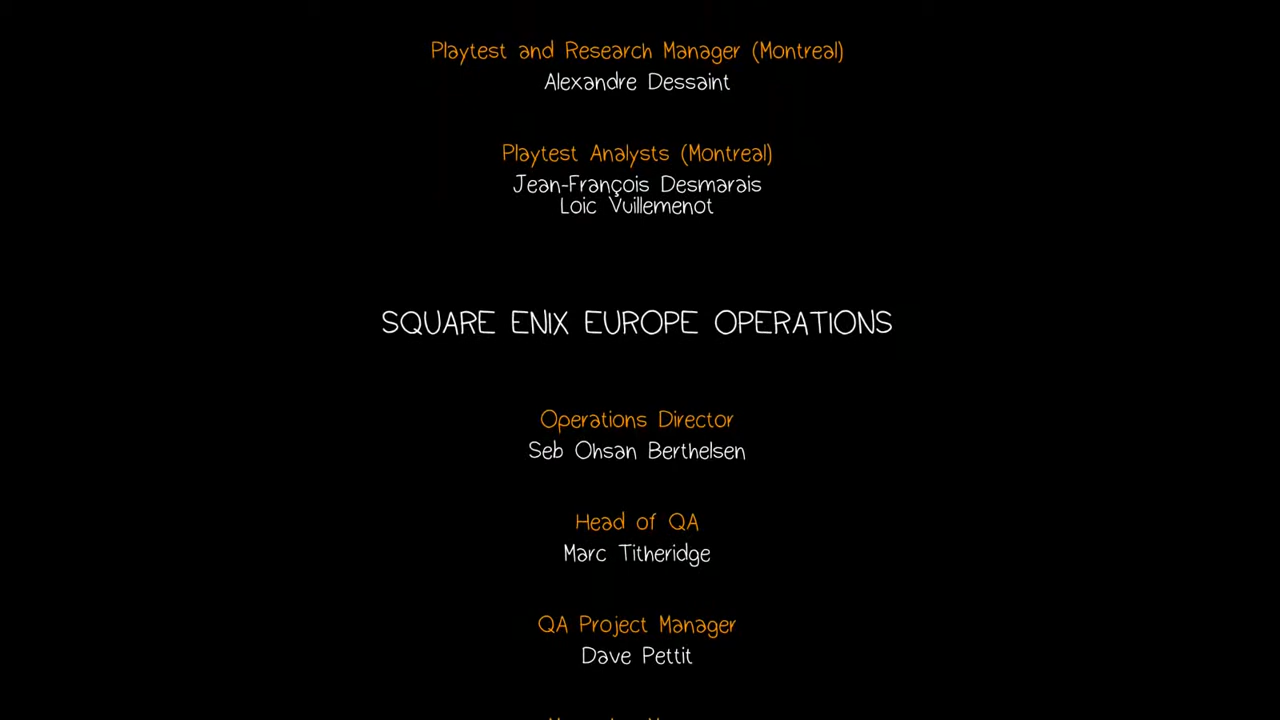 Playtest and Research Manager (Montreal)
Alexandre Dessaint
Playtest Analysts (Montreal)
Jean-François Desmarais
Loic Vuillemenot
SQUARE ENIX EUROPE OPERATIONS
Operations Director
Seb Ohsan Berthelsen
Head of QA
Marc Titheridge
QA Project Manager
Dave Pettit